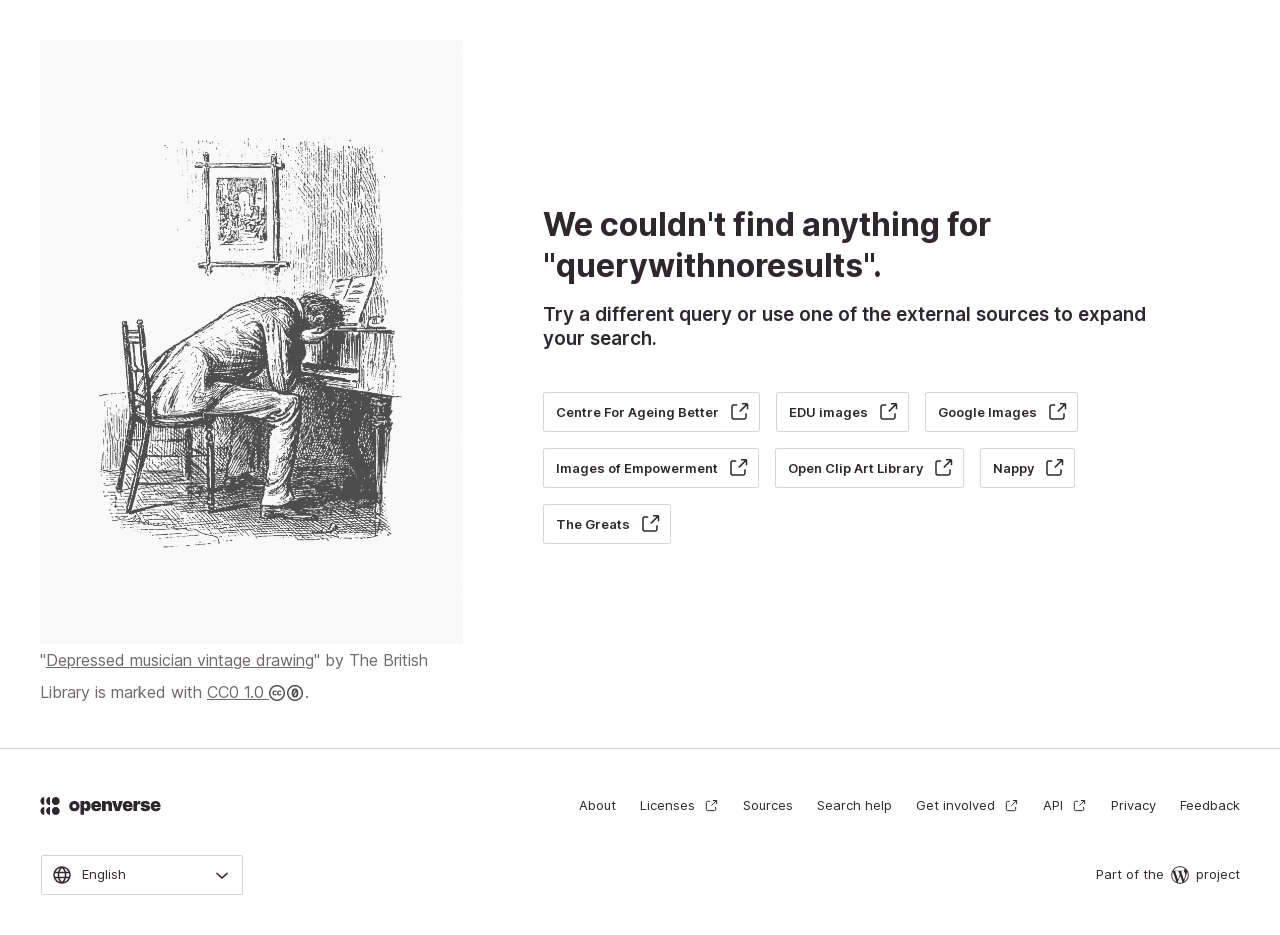 We couldn't find anything for
"querywithnoresults".
Try a different query or use one of the external sources to expand
your search.
Centre For Ageing Better
EDU images
Google Images
Images of Empowerment
Open Clip Art Library
Nappy
The Greats
"Depressed musician vintage drawing" by The British
Library is marked with CC0 1.0 .
openverse
About
Licenses
Sources
Search help
Get involved
API
Privacy
Feedback
English
Part of the
project